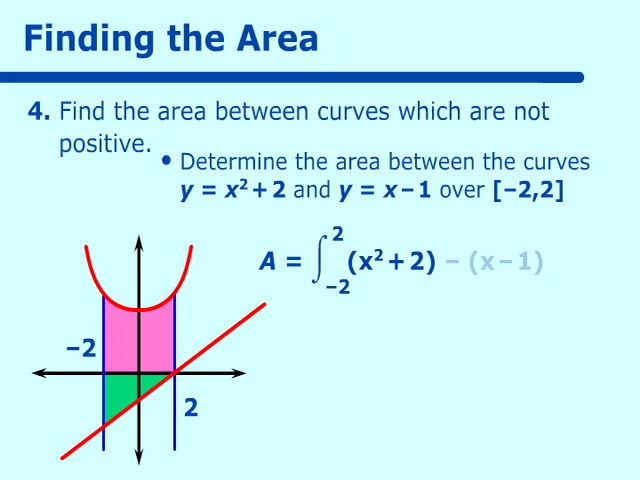 Finding the Area
4. Find the area between curves which are not
positive.
• Determine the area between the curves
y = x² + 2 and y = x – 1 over [–2,2]
A = ∫₋₂² (x² + 2) – (x – 1)
–2
2